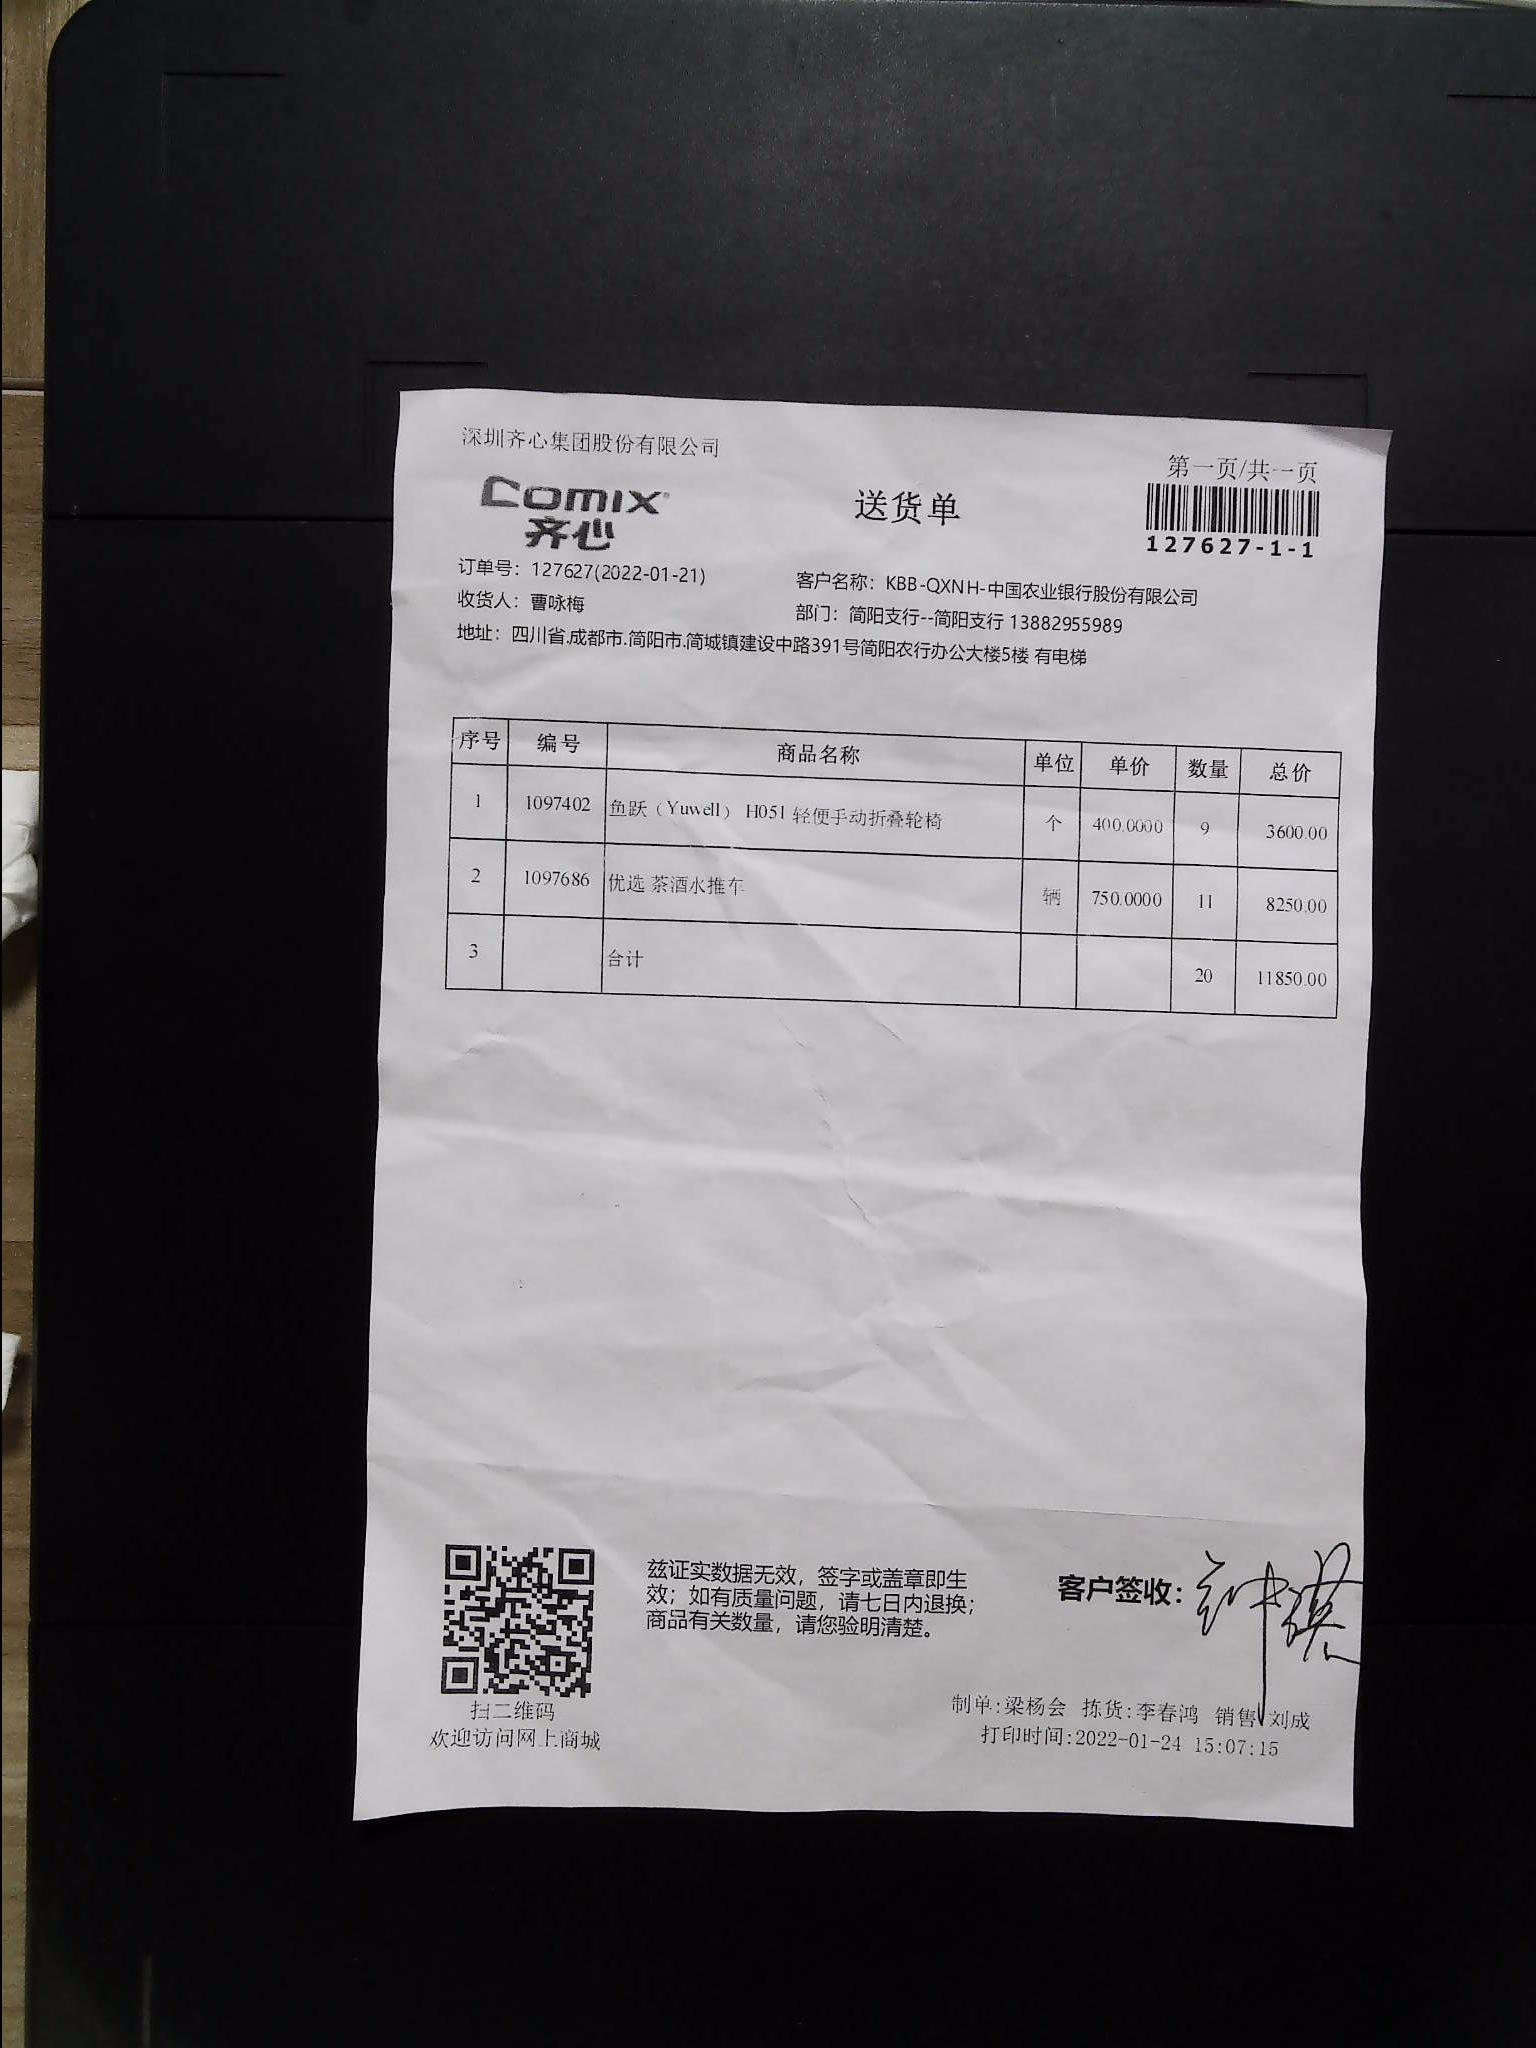 深圳齐心集团股份有限公司
第一页/共一页
COMIX
齐心
送货单
127627-1-1
订单号：127627(2022-01-21)
客户名称：KBB-QXNH-中国农业银行股份有限公司
收货人：曹咏梅
部门：简阳支行--简阳支行 13882955989
地址：四川省.成都市.简阳市.简城镇建设中路391号简阳农行办公大楼5楼 有电梯
序号 编号 商品名称 单位 单价 数量 总价
1 1097402 鱼跃（Yuwell） H051 轻便手动折叠轮椅 个 400.0000 9 3600.00
2 1097686 优选 茶酒水推车 辆 750.0000 11 8250.00
3 合计 20 11850.00
兹证实数据无效，签字或盖章即生
效；如有质量问题，请七日内退换；
商品有关数量，请您验明清楚。
客户签收：
扫二维码
欢迎访问网上商城
制单:梁杨会 拣货:李春鸿 销售:刘成
打印时间:2022-01-24 15:07:15